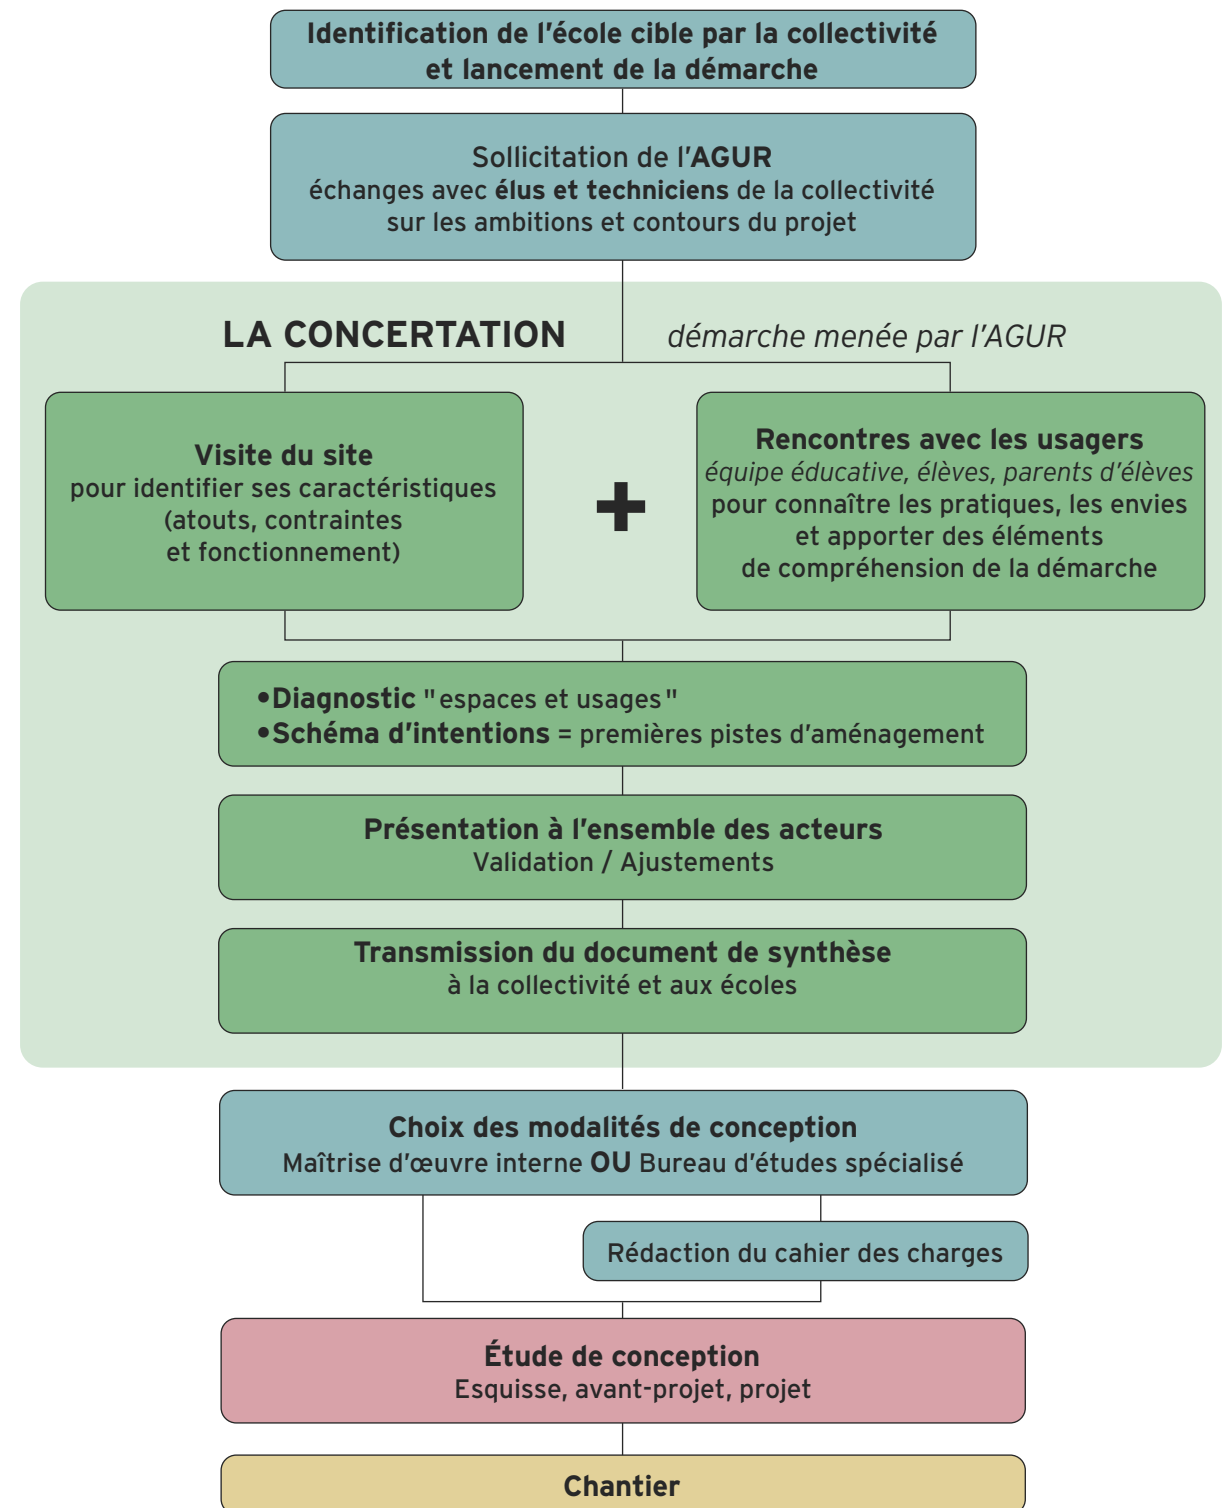 Identification de l’école cible par la collectivité
et lancement de la démarche
Sollicitation de l’AGUR
échanges avec élus et techniciens de la collectivité
sur les ambitions et contours du projet
LA CONCERTATION démarche menée par l’AGUR
Visite du site
pour identifier ses caractéristiques
(atouts, contraintes
et fonctionnement)
+
Rencontres avec les usagers
équipe éducative, élèves, parents d’élèves
pour connaître les pratiques, les envies
et apporter des éléments
de compréhension de la démarche
•Diagnostic "espaces et usages"
•Schéma d’intentions = premières pistes d’aménagement
Présentation à l’ensemble des acteurs
Validation / Ajustements
Transmission du document de synthèse
à la collectivité et aux écoles
Choix des modalités de conception
Maîtrise d’œuvre interne OU Bureau d’études spécialisé
Rédaction du cahier des charges
Étude de conception
Esquisse, avant-projet, projet
Chantier